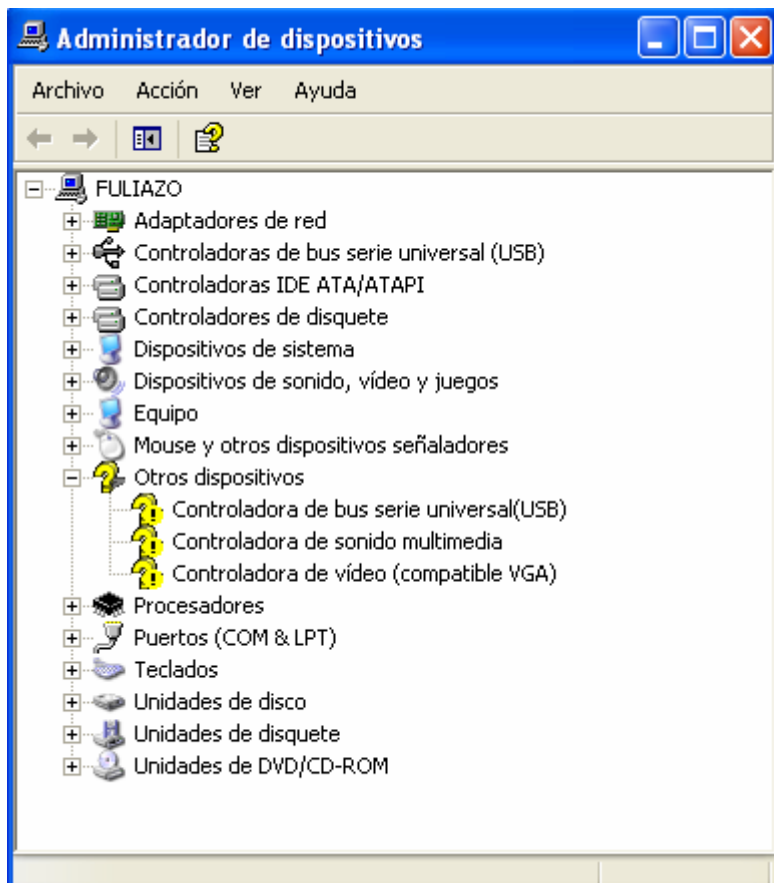 Administrador de dispositivos
Archivo Acción Ver Ayuda
FULIAZO
Adaptadores de red
Controladoras de bus serie universal (USB)
Controladoras IDE ATA/ATAPI
Controladores de disquete
Dispositivos de sistema
Dispositivos de sonido, vídeo y juegos
Equipo
Mouse y otros dispositivos señaladores
Otros dispositivos
Controladora de bus serie universal(USB)
Controladora de sonido multimedia
Controladora de vídeo (compatible VGA)
Procesadores
Puertos (COM & LPT)
Teclados
Unidades de disco
Unidades de disquete
Unidades de DVD/CD-ROM